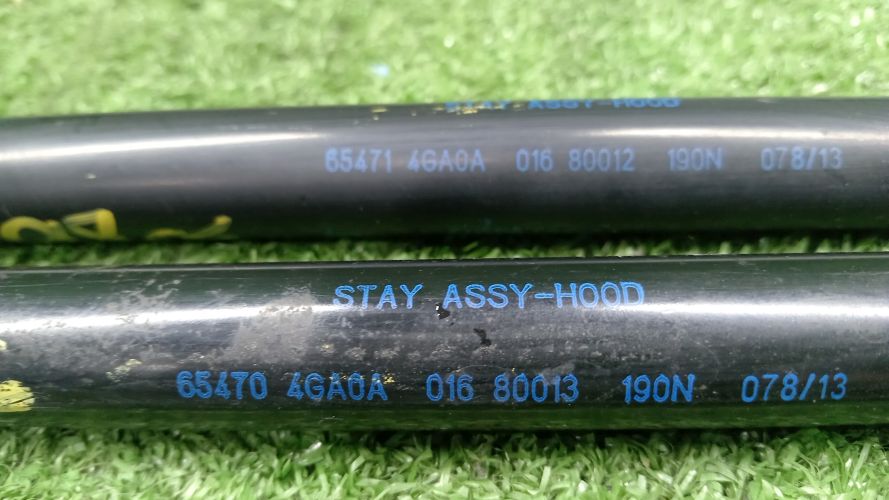 STAY ASSY-HOOD
65471 4GA0A 016 80012 190N 078/13
STAY ASSY-HOOD
65470 4GA0A 016 80013 190N 078/13